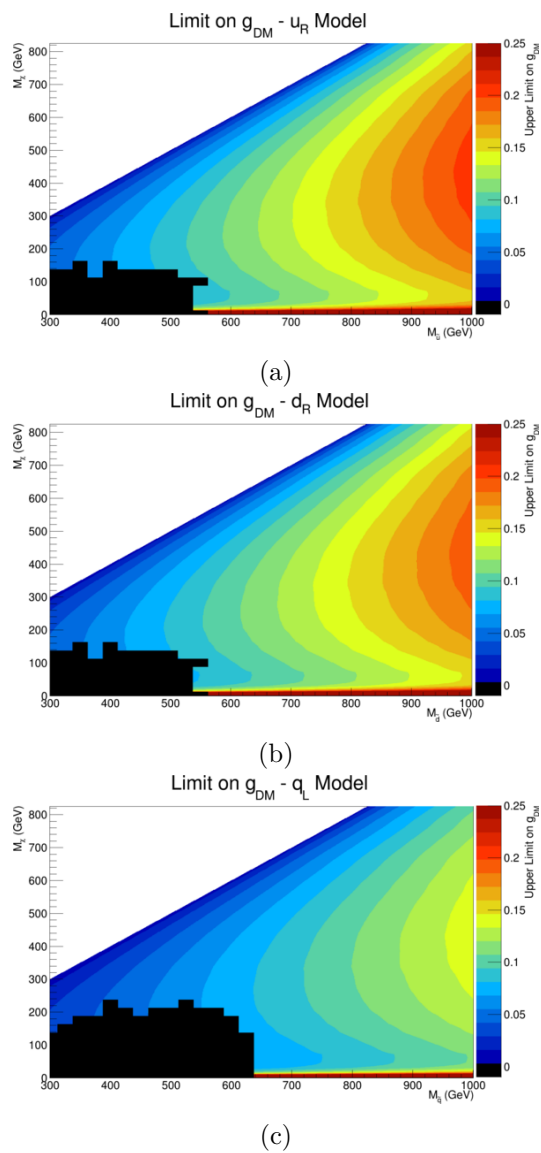 Limit on g_DM - u_R Model
M_χ (GeV)
800
700
600
500
400
300
200
100
0
300 400 500 600 700 800 900 1000
M_ũ (GeV)
0.25
0.2
0.15
0.1
0.05
0
Upper Limit on g_DM
(a)
Limit on g_DM - d_R Model
M_χ (GeV)
800
700
600
500
400
300
200
100
0
300 400 500 600 700 800 900 1000
M_d̃ (GeV)
0.25
0.2
0.15
0.1
0.05
0
Upper Limit on g_DM
(b)
Limit on g_DM - q_L Model
M_χ (GeV)
800
700
600
500
400
300
200
100
0
300 400 500 600 700 800 900 1000
M_q̃ (GeV)
0.25
0.2
0.15
0.1
0.05
0
Upper Limit on g_DM
(c)